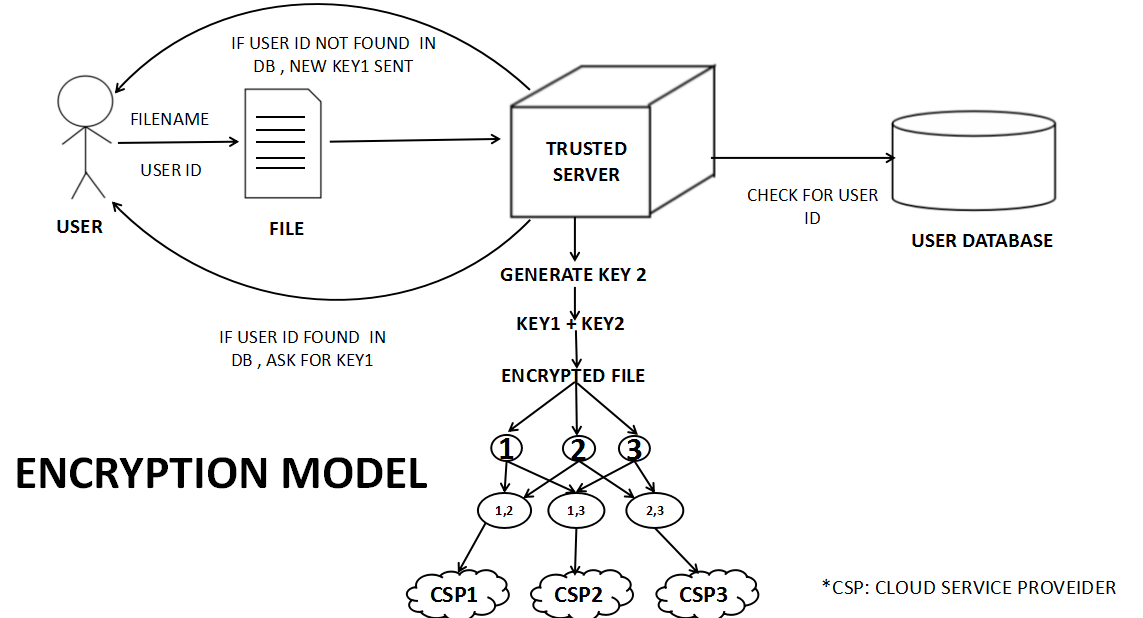 IF USER ID NOT FOUND IN
DB , NEW KEY1 SENT
FILENAME
USER ID
USER
FILE
TRUSTED
SERVER
CHECK FOR USER
ID
USER DATABASE
GENERATE KEY 2
KEY1 + KEY2
IF USER ID FOUND IN
DB , ASK FOR KEY1
ENCRYPTED FILE
1 2 3
ENCRYPTION MODEL
1,2 1,3 2,3
CSP1 CSP2 CSP3
*CSP: CLOUD SERVICE PROVEIDER